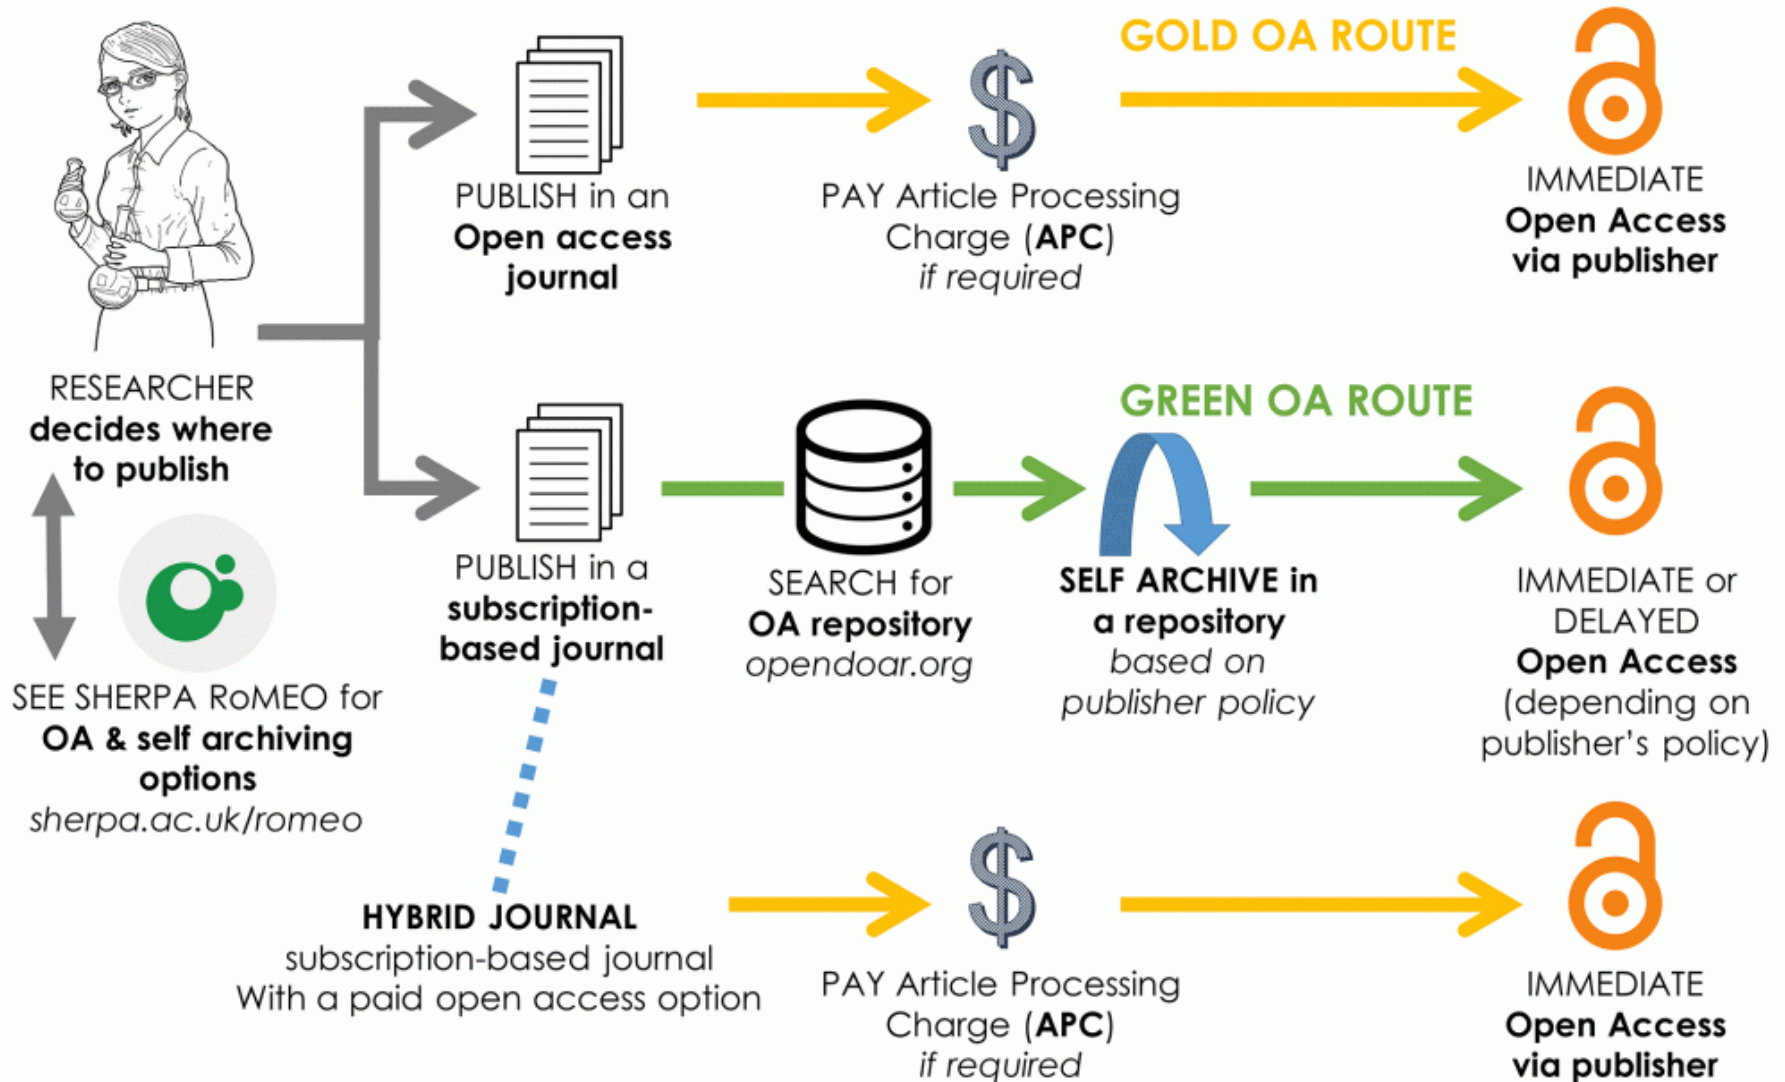 GOLD OA ROUTE
PUBLISH in an
Open access
journal
PAY Article Processing
Charge (APC)
if required
IMMEDIATE
Open Access
via publisher
RESEARCHER
decides where
to publish
SEE SHERPA RoMEO for
OA & self archiving
options
sherpa.ac.uk/romeo
GREEN OA ROUTE
PUBLISH in a
subscription-
based journal
SEARCH for
OA repository
opendoar.org
SELF ARCHIVE in
a repository
based on
publisher policy
IMMEDIATE or
DELAYED
Open Access
(depending on
publisher's policy)
HYBRID JOURNAL
subscription-based journal
With a paid open access option
PAY Article Processing
Charge (APC)
if required
IMMEDIATE
Open Access
via publisher